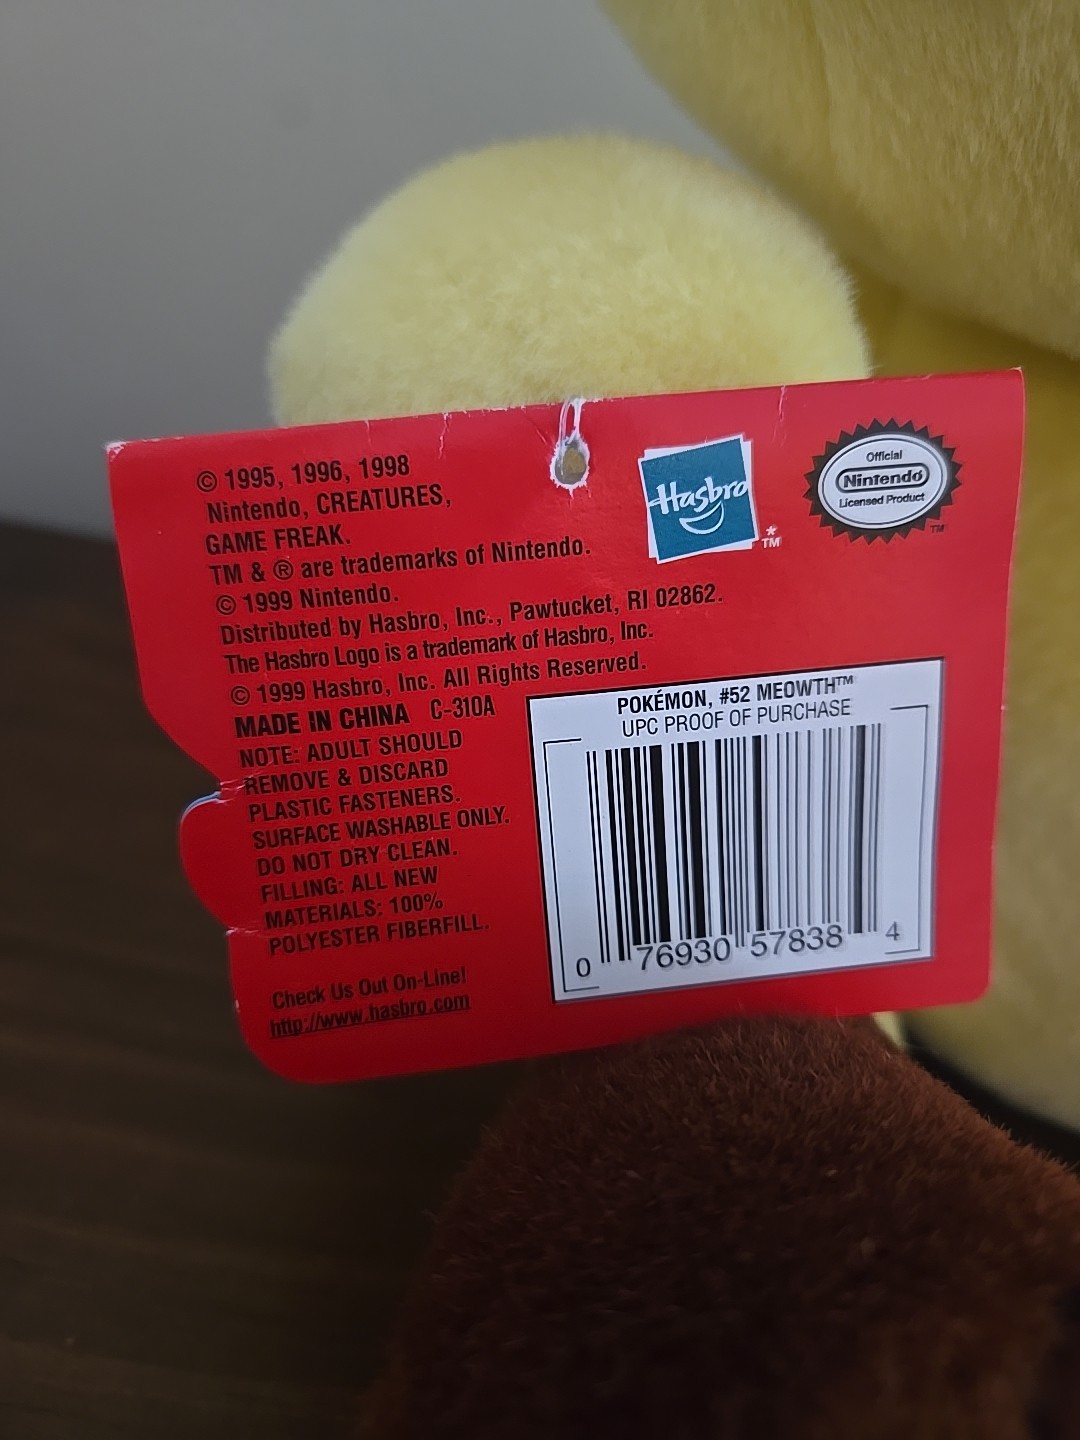 © 1995, 1996, 1998
Nintendo, CREATURES,
GAME FREAK.
TM & ® are trademarks of Nintendo.
© 1999 Nintendo.
Distributed by Hasbro, Inc., Pawtucket, RI 02862.
The Hasbro Logo is a trademark of Hasbro, Inc.
© 1999 Hasbro, Inc. All Rights Reserved.
MADE IN CHINA C-310A
NOTE: ADULT SHOULD
REMOVE & DISCARD
PLASTIC FASTENERS.
SURFACE WASHABLE ONLY.
DO NOT DRY CLEAN.
FILLING: ALL NEW
MATERIALS: 100%
POLYESTER FIBERFILL.
Check Us Out On-Line!
http://www.hasbro.com
Hasbro
*
TM
Official
Nintendo
Licensed Product
TM
POKÉMON, #52 MEOWTH™
UPC PROOF OF PURCHASE
0 76930 57838 4